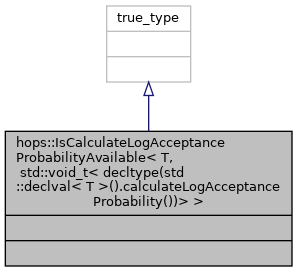 true_type
hops::IsCalculateLogAcceptance
ProbabilityAvailable< T,
std::void_t< decltype(std
::declval< T >().calculateLogAcceptance
Probability())> >